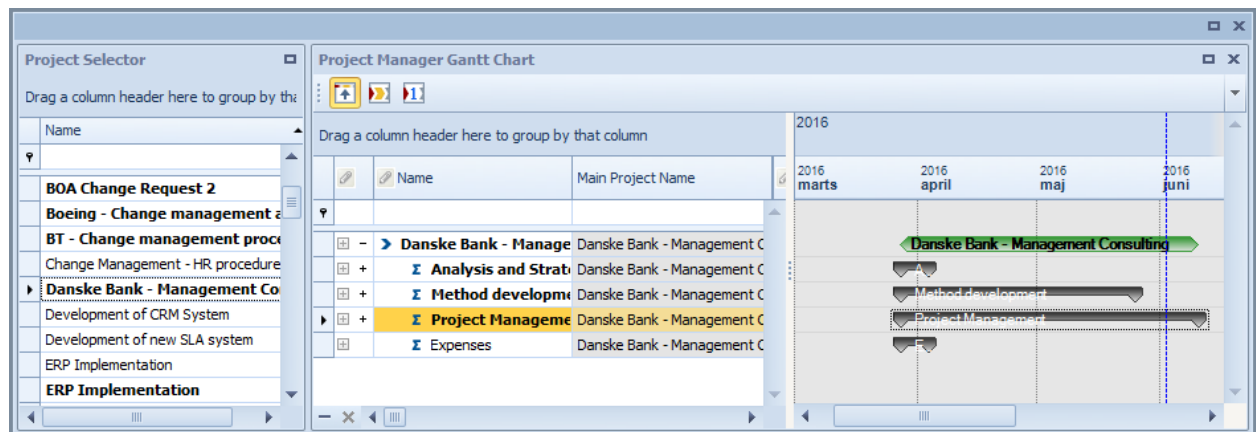 Project Selector
Drag a column header here to group by tha
Name
BOA Change Request 2
Boeing - Change management a
BT - Change management proce
Change Management - HR procedure
Danske Bank - Management Co
Development of CRM System
Development of new SLA system
ERP Implementation
ERP Implementation
Project Manager Gantt Chart
Drag a column header here to group by that column
Name Main Project Name
Danske Bank - Manage Danske Bank - Management C
Analysis and Strat Danske Bank - Management C
Method developme Danske Bank - Management C
Project Manageme Danske Bank - Management C
Expenses Danske Bank - Management C
2016
2016 2016 2016 2016
marts april maj juni
Danske Bank - Management Consulting
A
Method development
Project Management
E